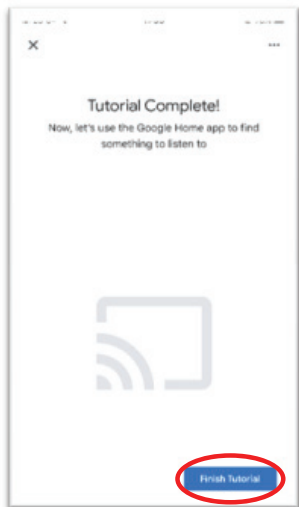 Tutorial Complete!
Now, let's use the Google Home app to find
something to listen to
Finish Tutorial